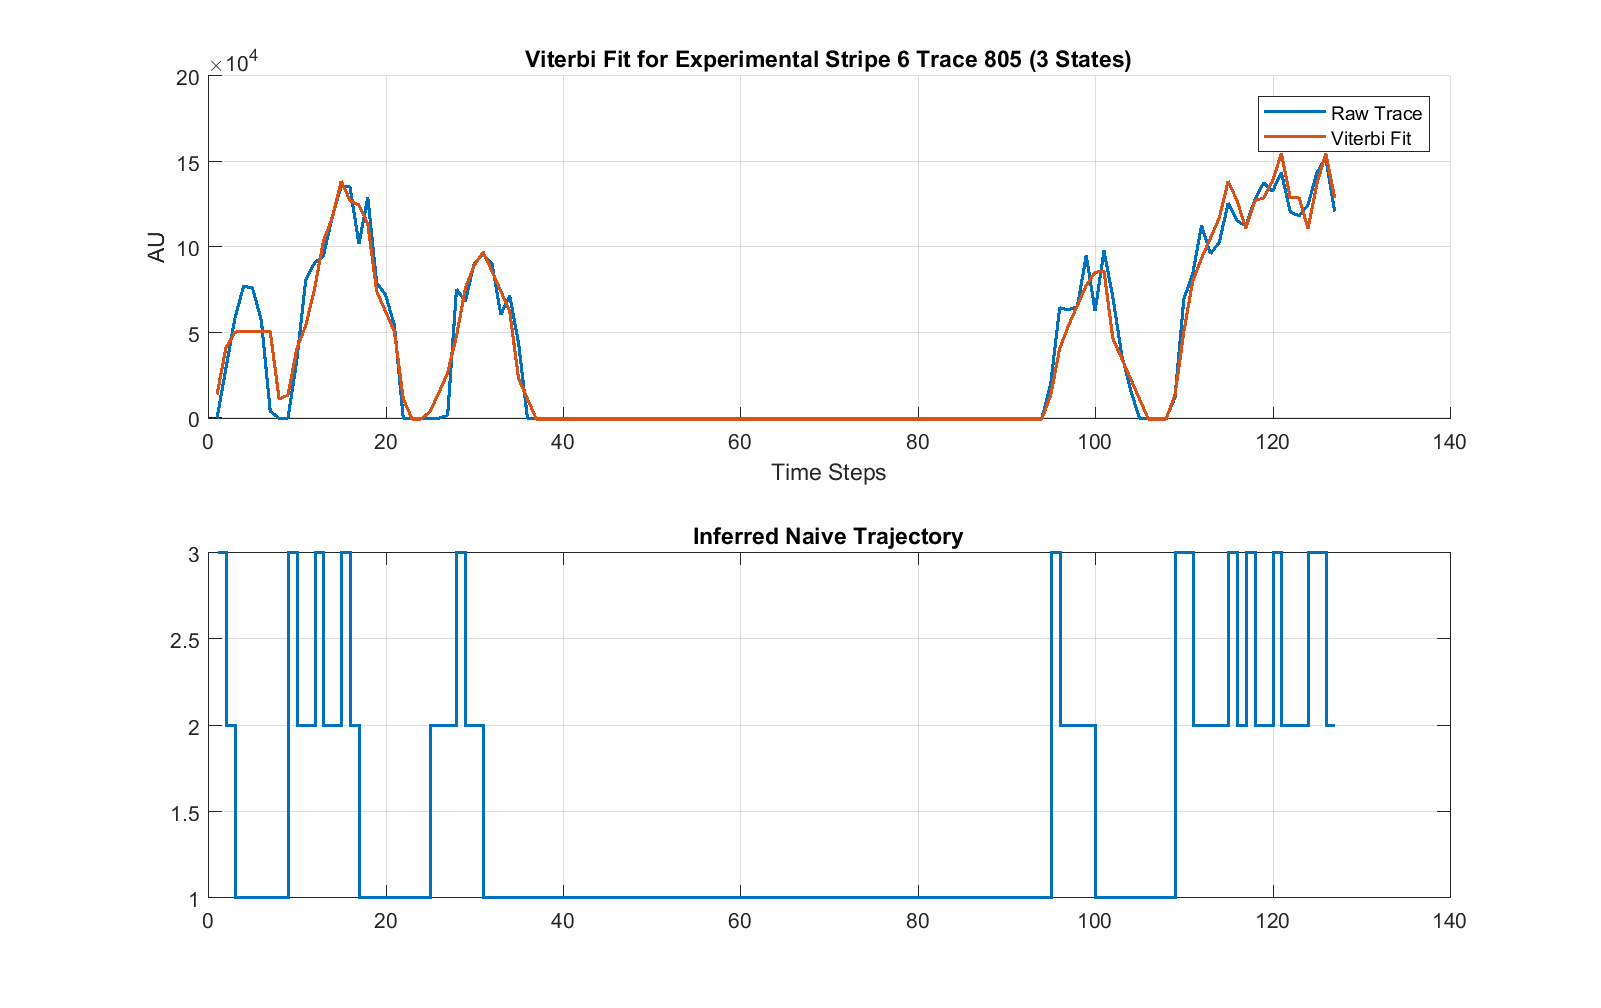 Viterbi Fit for Experimental Stripe 6 Trace 805 (3 States)
×10⁴
20
15
10
5
0
AU
Raw Trace
Viterbi Fit
0 20 40 60 80 100 120 140
Time Steps
Inferred Naive Trajectory
3
2.5
2
1.5
1
0 20 40 60 80 100 120 140